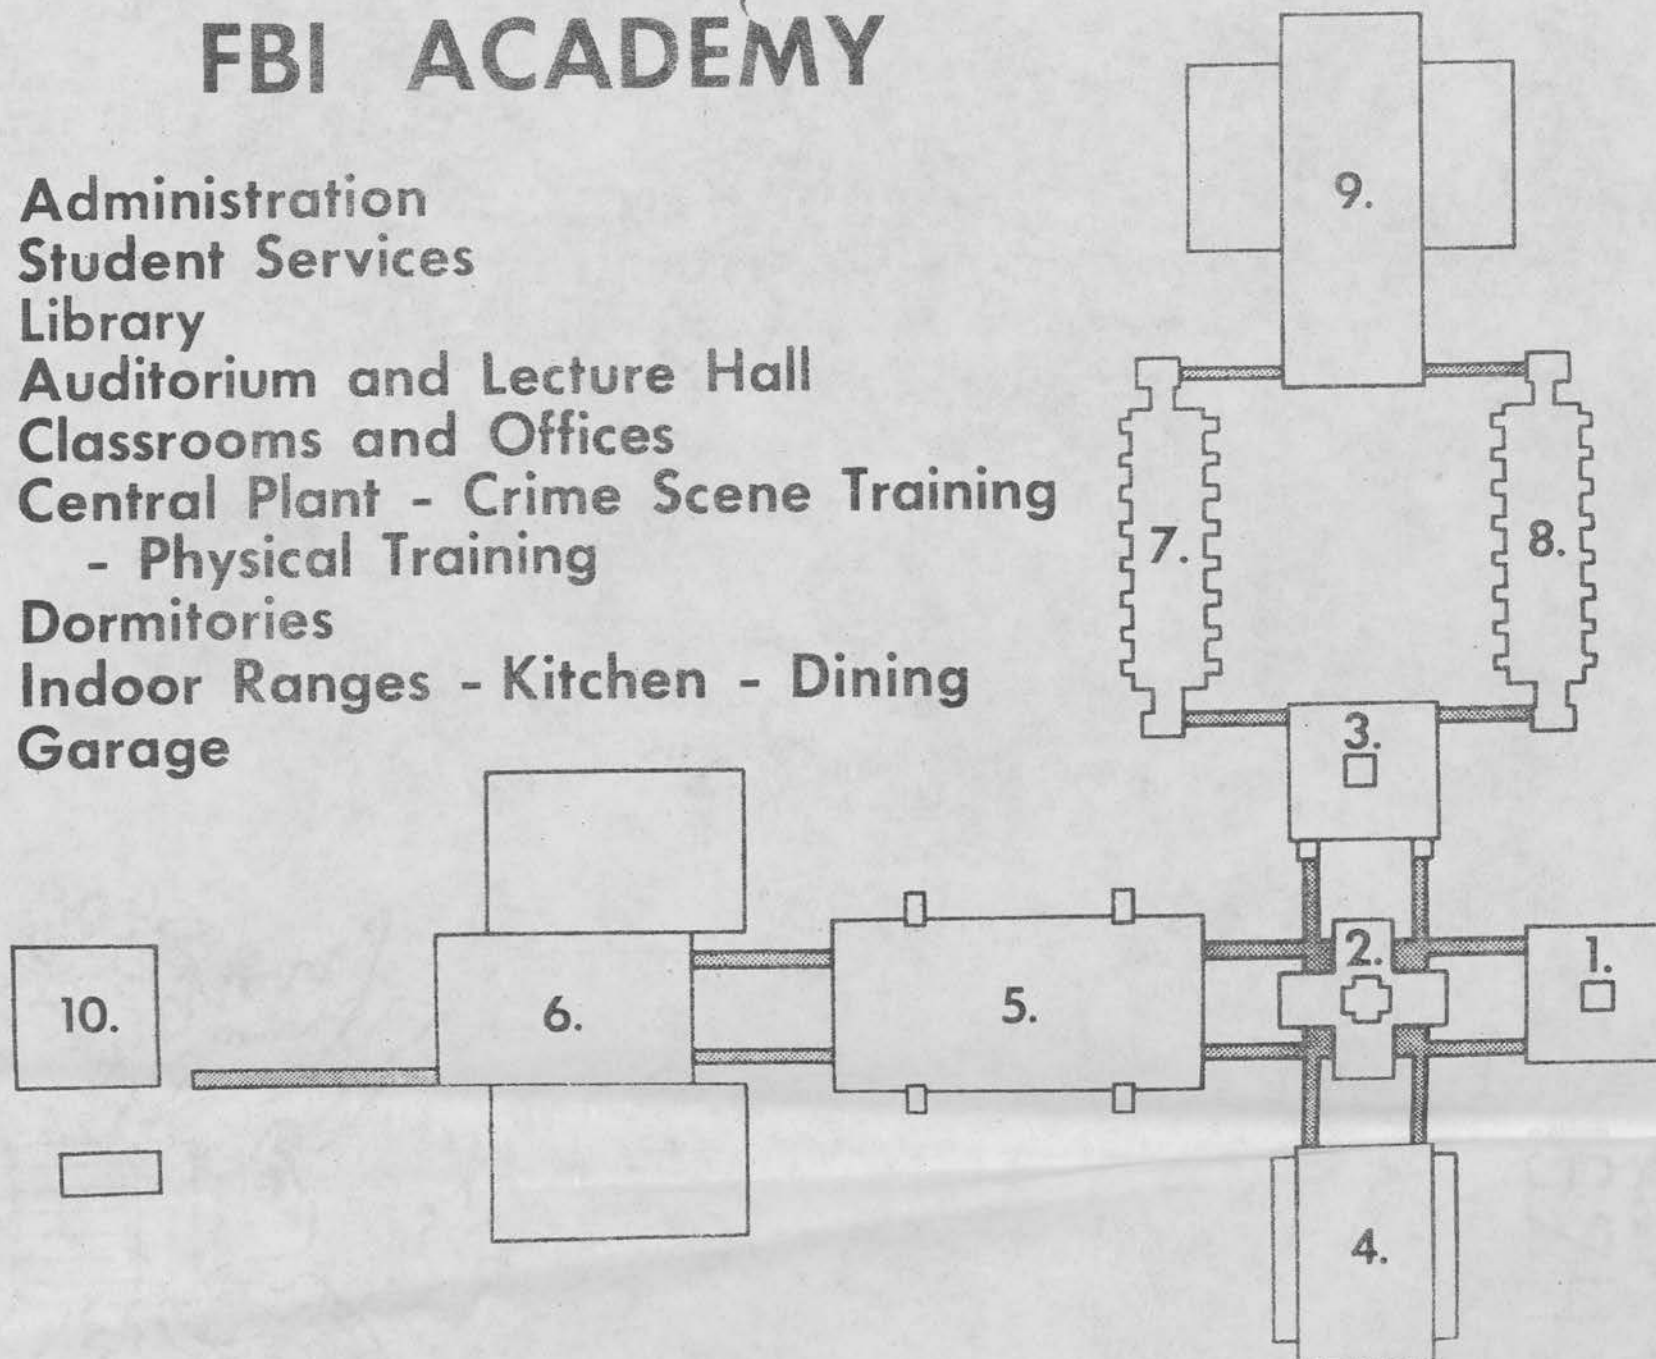 FBI ACADEMY
Administration
Student Services
Library
Auditorium and Lecture Hall
Classrooms and Offices
Central Plant - Crime Scene Training
- Physical Training
Dormitories
Indoor Ranges - Kitchen - Dining
Garage
9.
7.
8.
3.
2.
1.
10.
6.
5.
4.